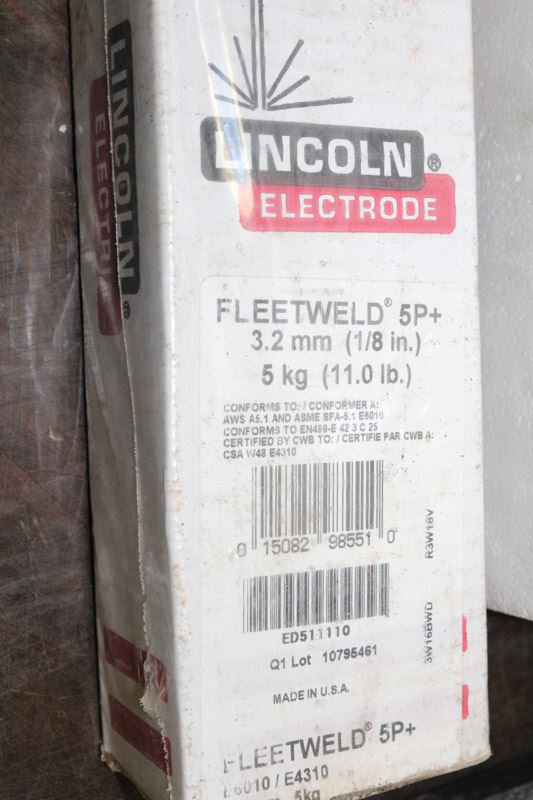 LINCOLN®
ELECTRODE
LINCOLN®
FLEETWELD® 5P+
3.2 mm (1/8 in.)
5 kg (11.0 lb.)
CONFORMS TO: / CONFORMER A:
AWS A5.1 AND ASME SFA-5.1 E6010
CONFORMS TO EN499-E 42 3 C 25
CERTIFIED BY CWB TO: / CERTIFIE PAR CWB A:
CSA W48 E4310
0 15082 98551 0
R3W18V
3W16BWD
ED511110
Q1 Lot 10795461
MADE IN U.S.A.
FLEETWELD® 5P+
E6010 / E4310
5kg